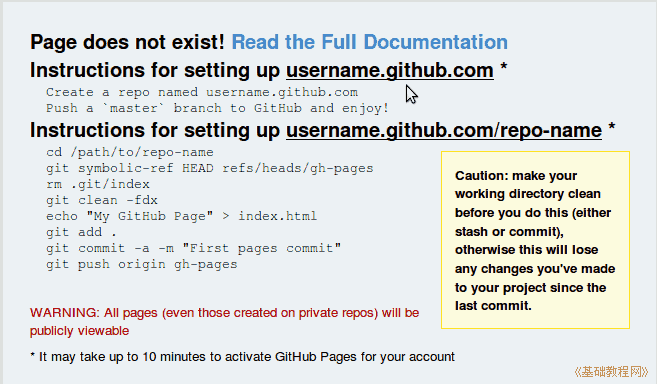 Page does not exist! Read the Full Documentation
Instructions for setting up username.github.com *
Create a repo named username.github.com
Push a `master` branch to GitHub and enjoy!
Instructions for setting up username.github.com/repo-name *
cd /path/to/repo-name
git symbolic-ref HEAD refs/heads/gh-pages
rm .git/index
git clean -fdx
echo "My GitHub Page" > index.html
git add .
git commit -a -m "First pages commit"
git push origin gh-pages
Caution: make your
working directory clean
before you do this (either
stash or commit),
otherwise this will lose
any changes you've made
to your project since the
last commit.
WARNING: All pages (even those created on private repos) will be
publicly viewable
* It may take up to 10 minutes to activate GitHub Pages for your account
《基础教程网》